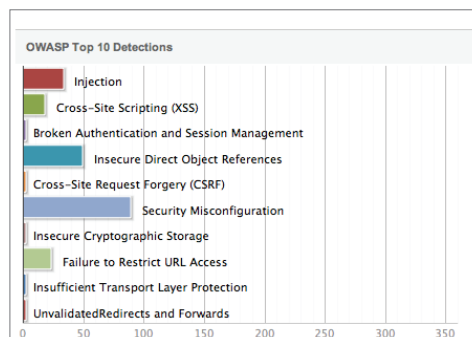 OWASP Top 10 Detections
Injection
Cross-Site Scripting (XSS)
Broken Authentication and Session Management
Insecure Direct Object References
Cross-Site Request Forgery (CSRF)
Security Misconfiguration
Insecure Cryptographic Storage
Failure to Restrict URL Access
Insufficient Transport Layer Protection
UnvalidatedRedirects and Forwards
0 50 100 150 200 250 300 350